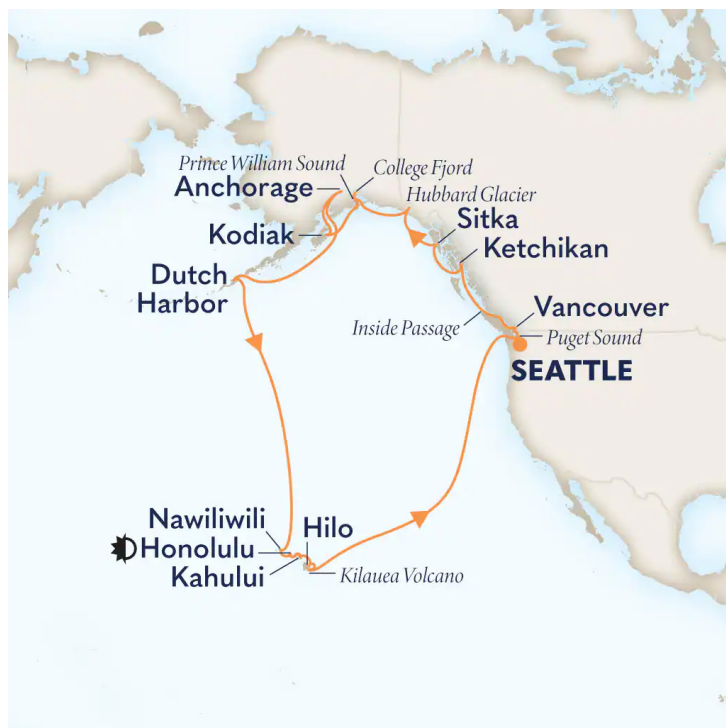 Prince William Sound
College Fjord
Anchorage
Hubbard Glacier
Sitka
Kodiak
Ketchikan
Dutch
Harbor
Vancouver
Inside Passage
Puget Sound
SEATTLE
Nawiliwili
Hilo
Honolulu
Kahului
Kilauea Volcano